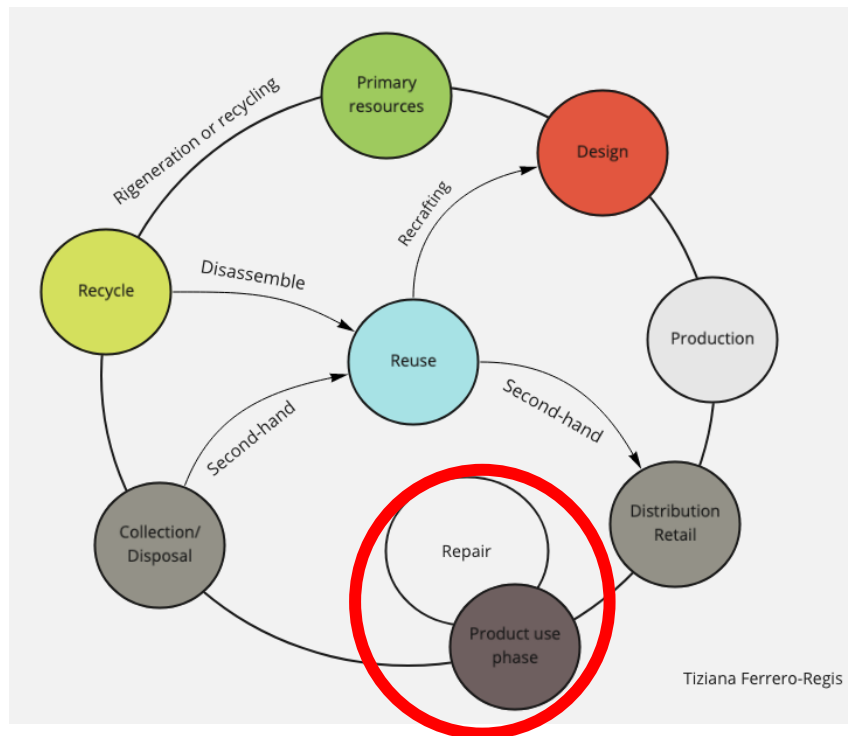 Primary
resources
Rigeneration or recycling
Design
Recrafting
Recycle
Disassemble
Production
Reuse
Second-hand
Second-hand
Distribution
Retail
Collection/
Disposal
Repair
Product use
phase
Tiziana Ferrero-Regis